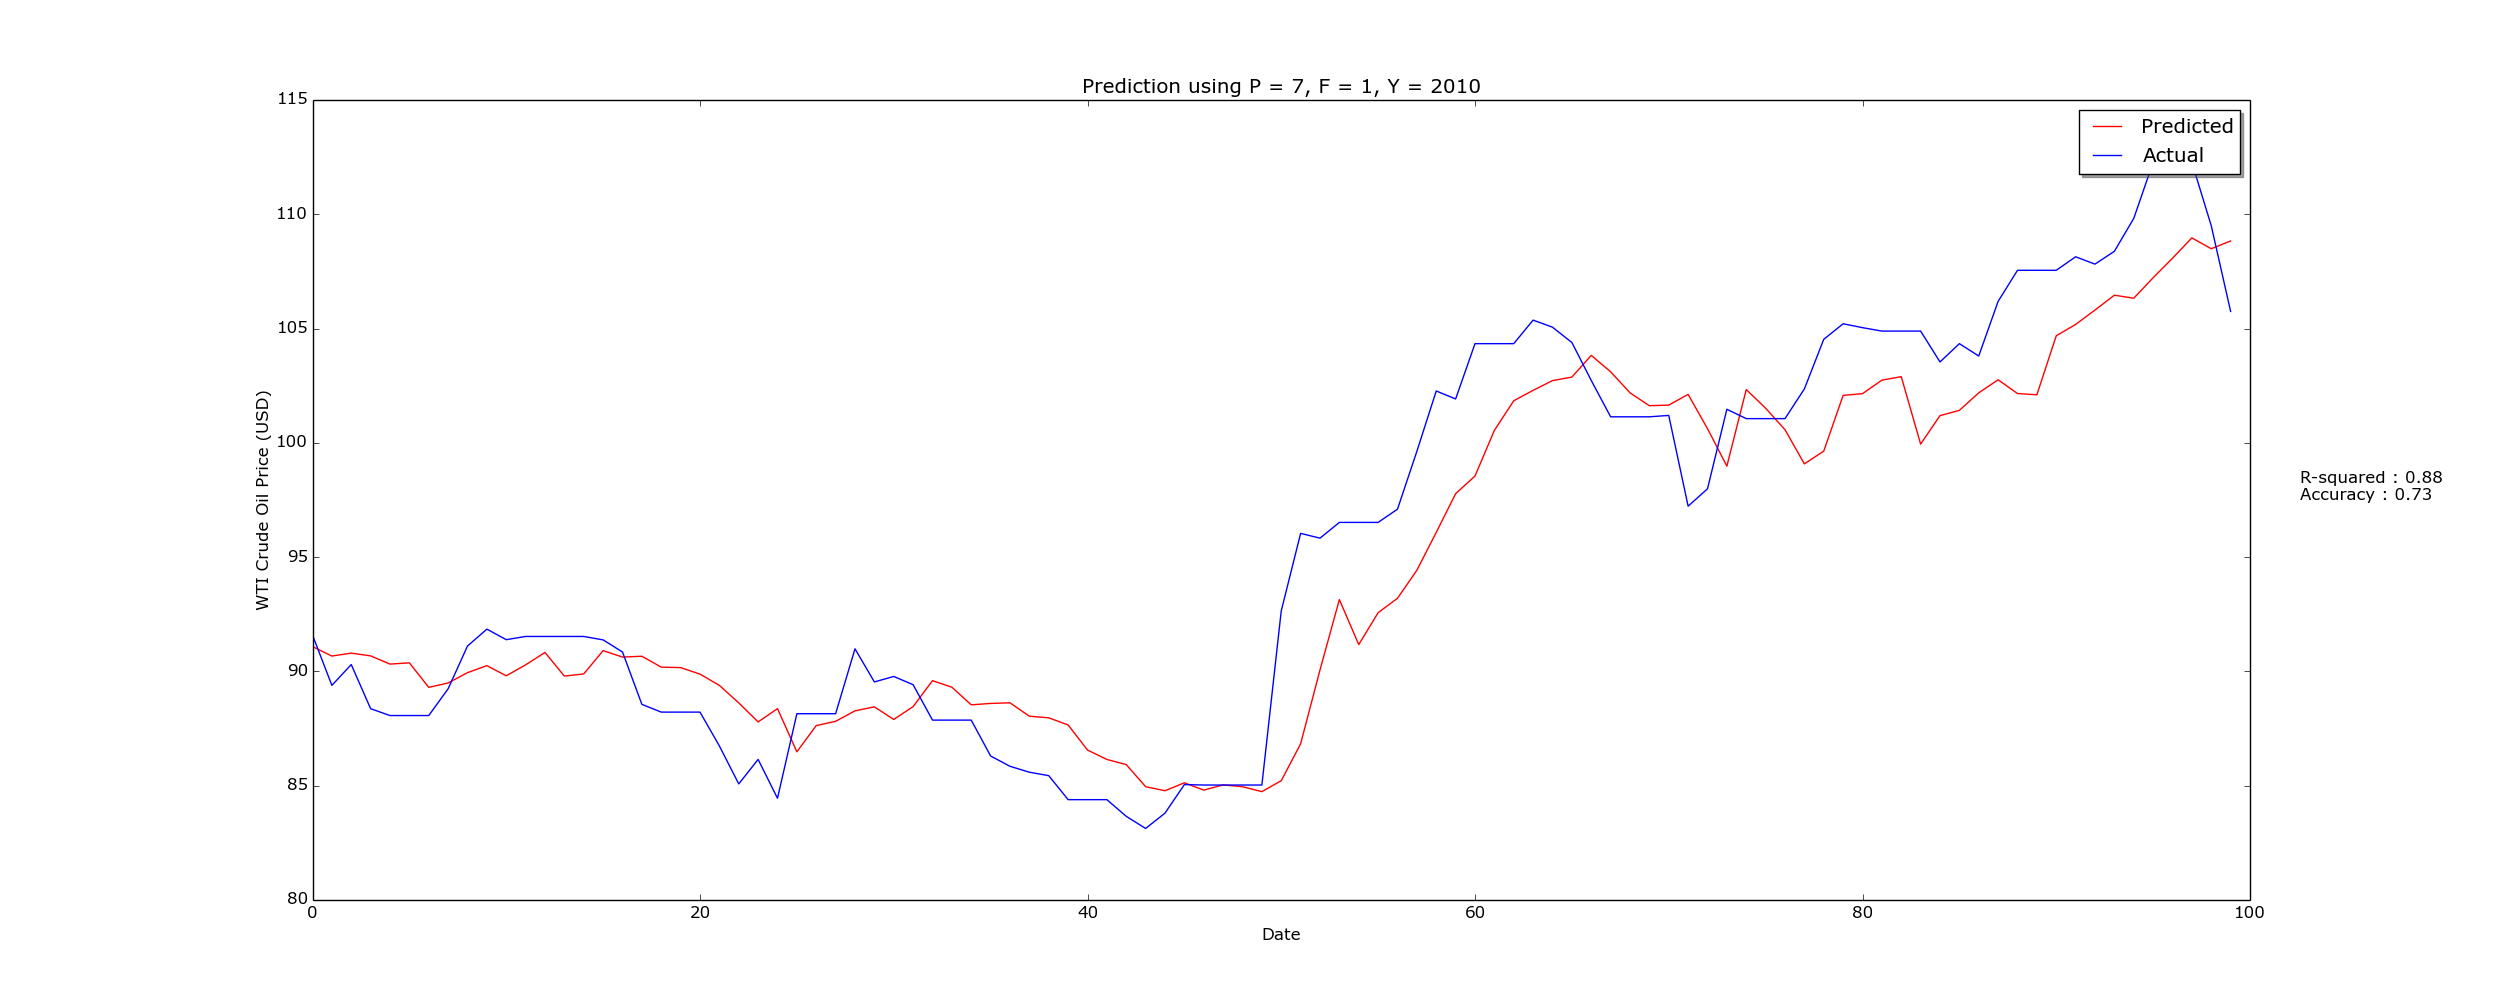 Prediction using P = 7, F = 1, Y = 2010
115
110
105
100
95
90
85
80
WTI Crude Oil Price (USD)
Predicted
Actual
R-squared : 0.88
Accuracy : 0.73
0 20 40 60 80 100
Date